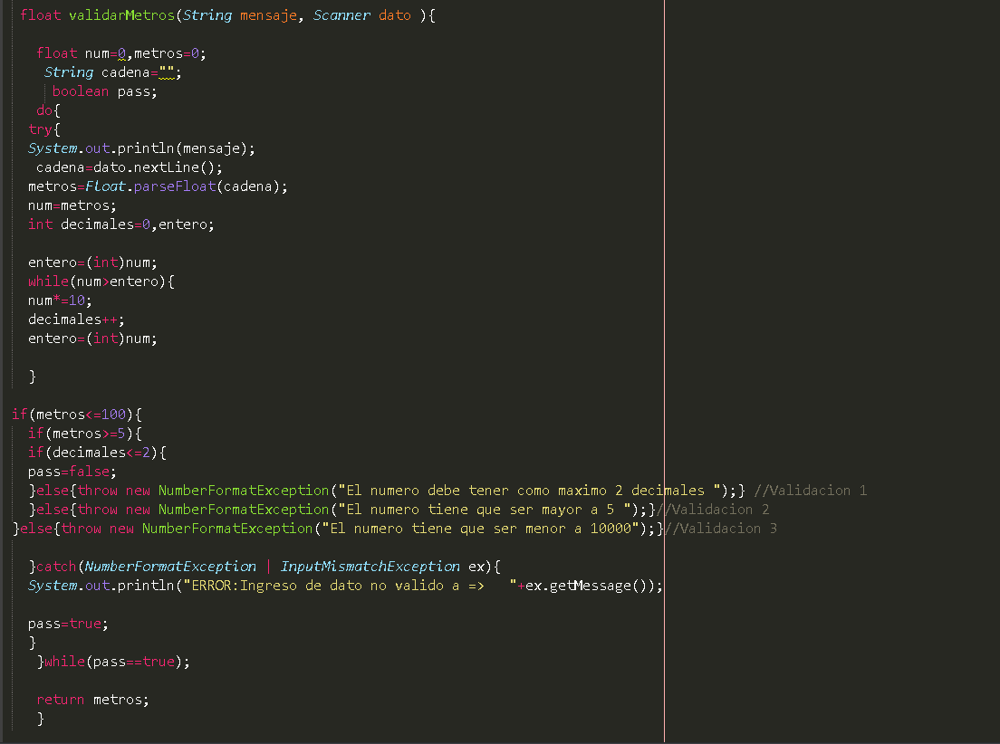 float validarMetros(String mensaje, Scanner dato ){
float num=0,metros=0;
String cadena="";
boolean pass;
do{
try{
System.out.println(mensaje);
cadena=dato.nextLine();
metros=Float.parseFloat(cadena);
num=metros;
int decimales=0,entero;
entero=(int)num;
while(num>entero){
num*=10;
decimales++;
entero=(int)num;
}
if(metros<=100){
if(metros>=5){
if(decimales<=2){
pass=false;
}else{throw new NumberFormatException("El numero debe tener como maximo 2 decimales ");} //Validacion 1
}else{throw new NumberFormatException("El numero tiene que ser mayor a 5 ");}//Validacion 2
}else{throw new NumberFormatException("El numero tiene que ser menor a 10000");}//Validacion 3
}catch(NumberFormatException | InputMismatchException ex){
System.out.println("ERROR:Ingreso de dato no valido a =>   "+ex.getMessage());
pass=true;
}
}while(pass==true);
return metros;
}